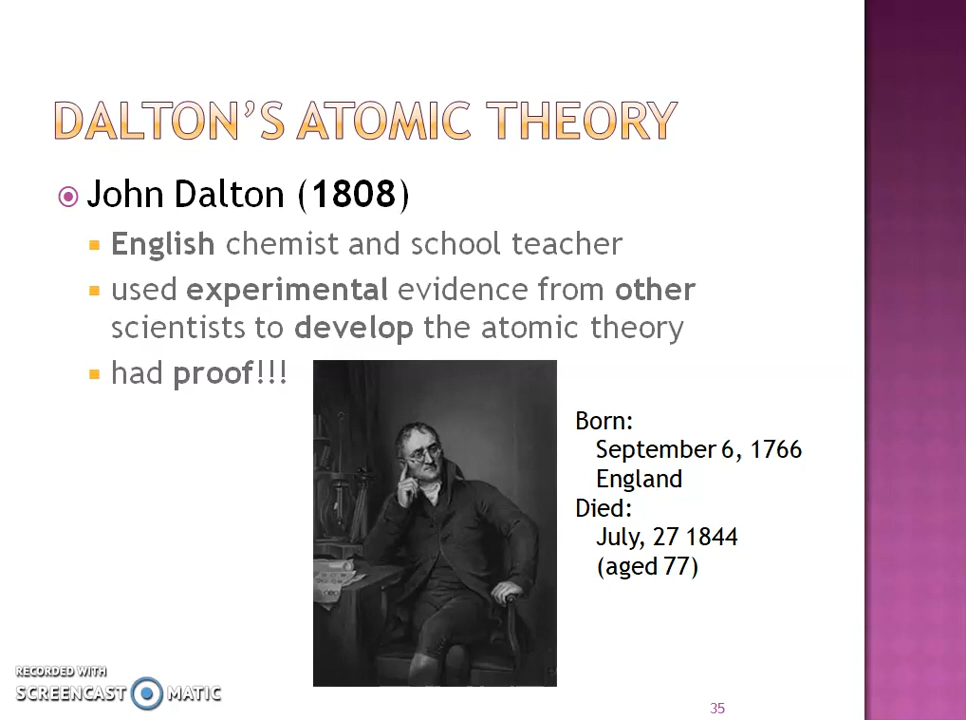 DALTON'S ATOMIC THEORY
John Dalton (1808)
English chemist and school teacher
used experimental evidence from other
scientists to develop the atomic theory
had proof!!!
Born:
September 6, 1766
England
Died:
July, 27 1844
(aged 77)
RECORDED WITH
SCREENCAST MATIC
35